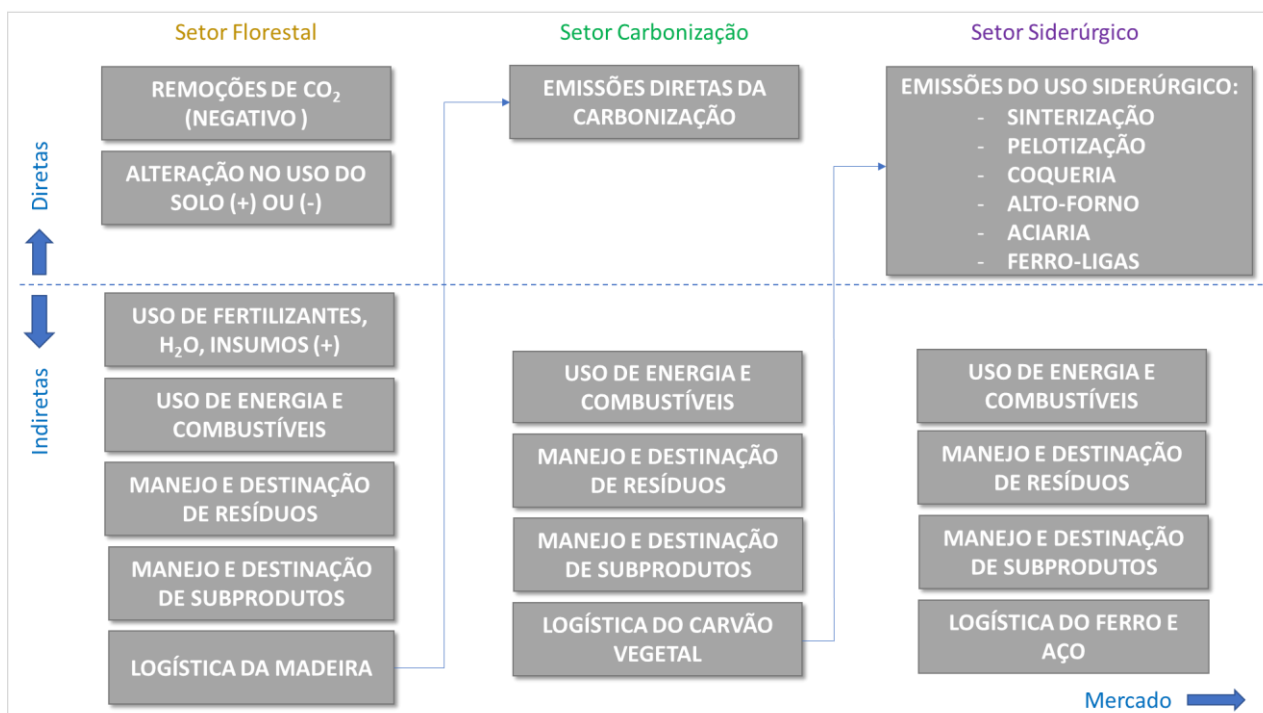 Setor Florestal
Setor Carbonização
Setor Siderúrgico
Diretas
Indiretas
REMOÇÕES DE CO₂
(NEGATIVO )
ALTERAÇÃO NO USO DO
SOLO (+) OU (-)
USO DE FERTILIZANTES,
H₂O, INSUMOS (+)
USO DE ENERGIA E
COMBUSTÍVEIS
MANEJO E DESTINAÇÃO
DE RESÍDUOS
MANEJO E DESTINAÇÃO
DE SUBPRODUTOS
LOGÍSTICA DA MADEIRA
EMISSÕES DIRETAS DA
CARBONIZAÇÃO
USO DE ENERGIA E
COMBUSTÍVEIS
MANEJO E DESTINAÇÃO
DE RESÍDUOS
MANEJO E DESTINAÇÃO
DE SUBPRODUTOS
LOGÍSTICA DO CARVÃO
VEGETAL
EMISSÕES DO USO SIDERÚRGICO:
- SINTERIZAÇÃO
- PELOTIZAÇÃO
- COQUERIA
- ALTO-FORNO
- ACIARIA
- FERRO-LIGAS
USO DE ENERGIA E
COMBUSTÍVEIS
MANEJO E DESTINAÇÃO
DE RESÍDUOS
MANEJO E DESTINAÇÃO
DE SUBPRODUTOS
LOGÍSTICA DO FERRO E
AÇO
Mercado